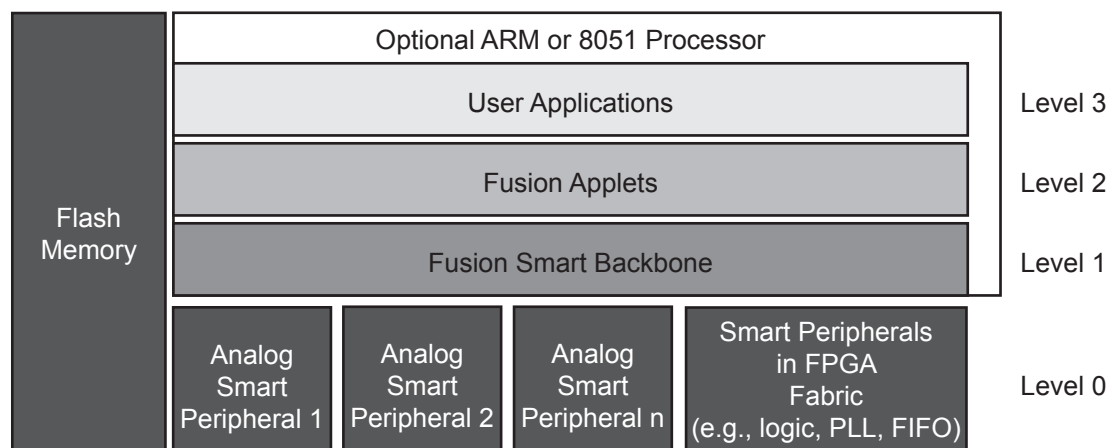 Optional ARM or 8051 Processor
User Applications
Level 3
Fusion Applets
Level 2
Flash
Memory
Fusion Smart Backbone
Level 1
Analog
Smart
Peripheral 1
Analog
Smart
Peripheral 2
Analog
Smart
Peripheral n
Smart Peripherals
in FPGA
Fabric
(e.g., logic, PLL, FIFO)
Level 0